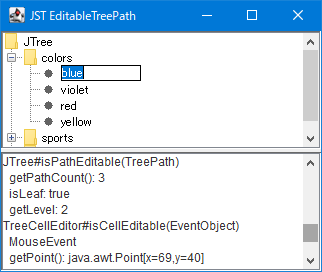 JST EditableTreePath
JTree
colors
blue
violet
red
yellow
sports
JTree#isPathEditable(TreePath)
getPathCount(): 3
isLeaf: true
getLevel: 2
TreeCellEditor#isCellEditable(EventObject)
MouseEvent
getPoint(): java.awt.Point[x=69,y=40]